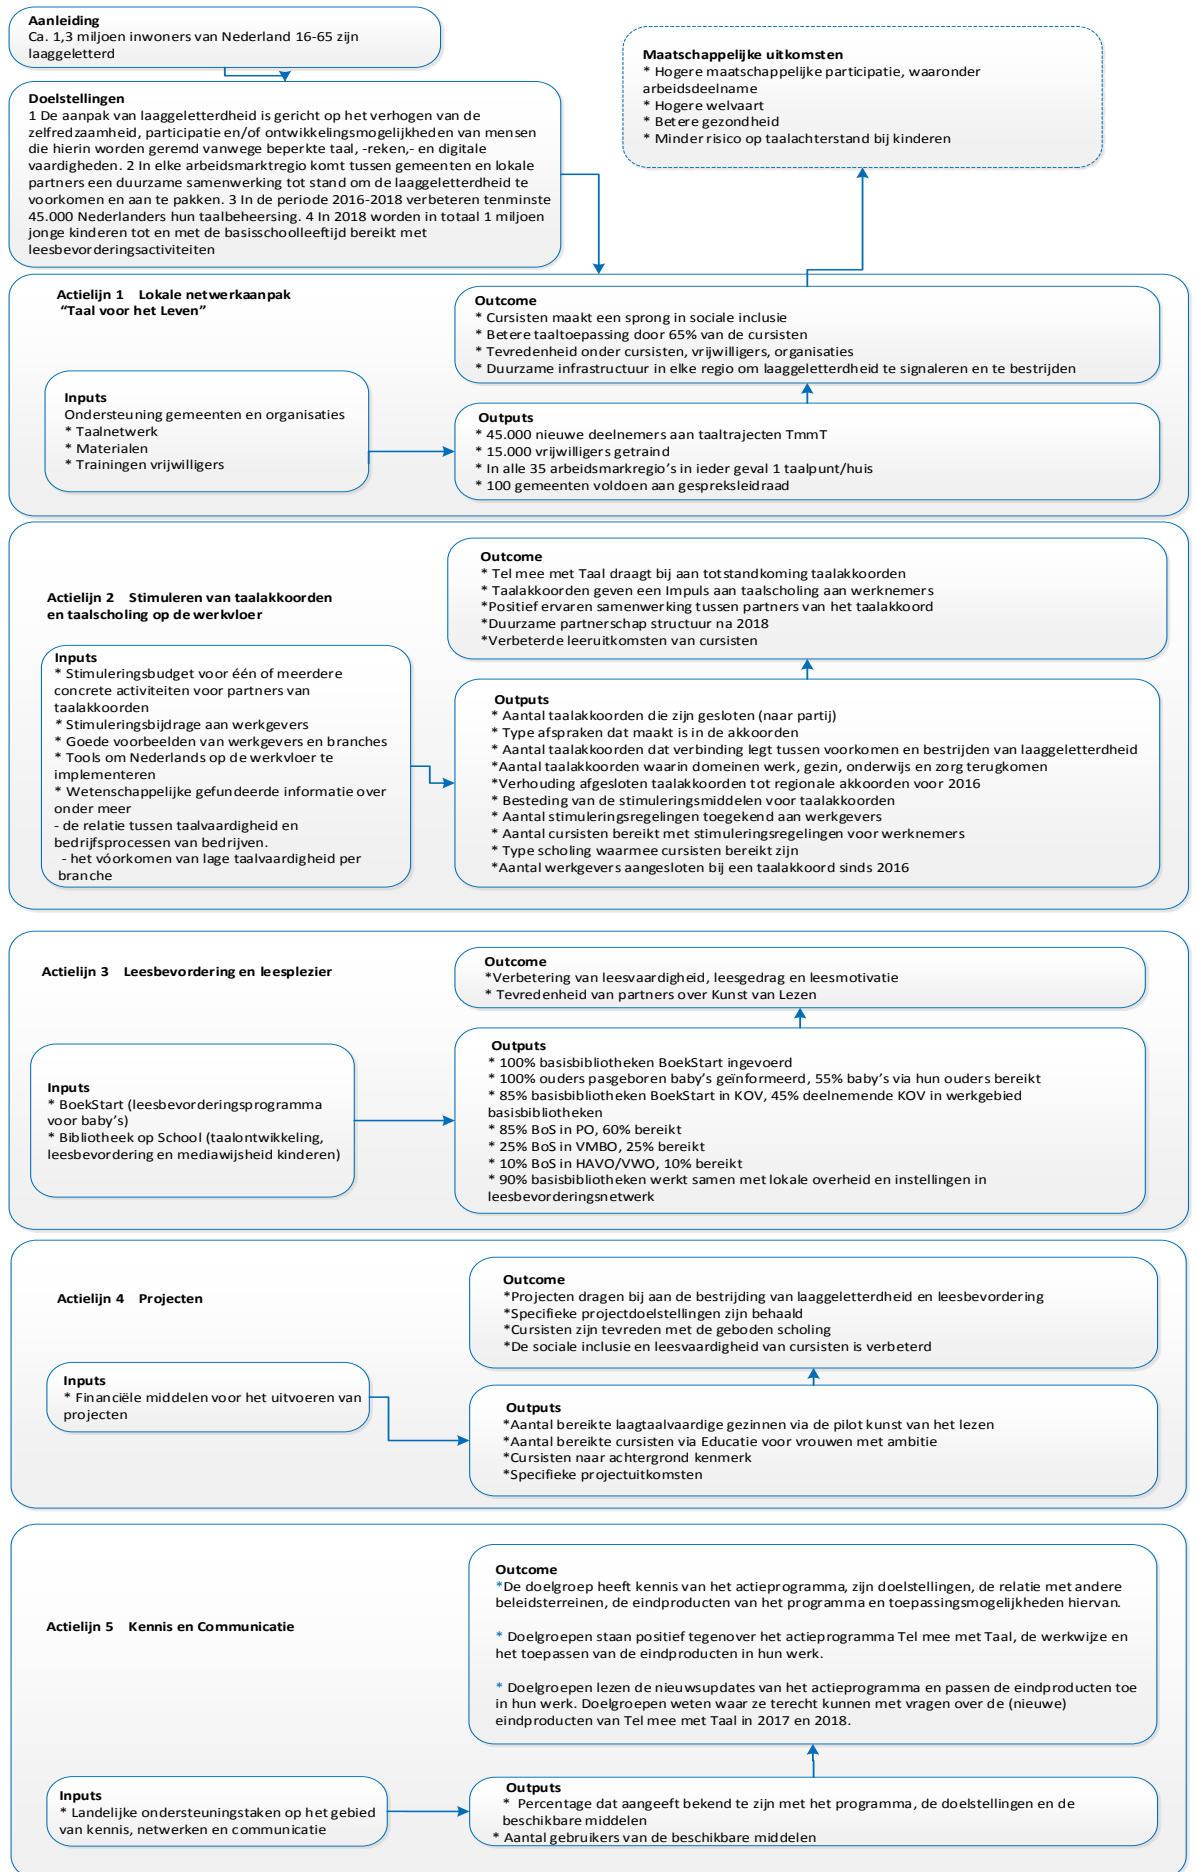 Aanleiding
Ca. 1,3 miljoen inwoners van Nederland 16-65 zijn
laaggeletterd
Maatschappelijke uitkomsten
* Hogere maatschappelijke participatie, waaronder
arbeidsdeelname
* Hogere welvaart
* Betere gezondheid
* Minder risico op taalachterstand bij kinderen
Doelstellingen
1 De aanpak van laaggeletterdheid is gericht op het verhogen van de
zelfredzaamheid, participatie en/of ontwikkelingsmogelijkheden van mensen
die hierin worden geremd vanwege beperkte taal, -reken,- en digitale
vaardigheden. 2 In elke arbeidsmarktregio komt tussen gemeenten en lokale
partners een duurzame samenwerking tot stand om de laaggeletterdheid te
voorkomen en aan te pakken. 3 In de periode 2016-2018 verbeteren tenminste
45.000 Nederlanders hun taalbeheersing. 4 In 2018 worden in totaal 1 miljoen
jonge kinderen tot en met de basisschoolleeftijd bereikt met
leesbevorderingsactiviteiten
Actielijn 1 Lokale netwerkaanpak
“Taal voor het Leven”
Outcome
* Cursisten maakt een sprong in sociale inclusie
* Betere taaltoepassing door 65% van de cursisten
* Tevredenheid onder cursisten, vrijwilligers, organisaties
* Duurzame infrastructuur in elke regio om laaggeletterdheid te signaleren en te bestrijden
Inputs
Ondersteuning gemeenten en organisaties
* Taalnetwerk
* Materialen
* Trainingen vrijwilligers
Outputs
* 45.000 nieuwe deelnemers aan taaltrajecten TmmT
* 15.000 vrijwilligers getraind
* In alle 35 arbeidsmarkregio’s in ieder geval 1 taalpunt/huis
* 100 gemeenten voldoen aan gespreksleidraad
Actielijn 2 Stimuleren van taalakkoorden
en taalscholing op de werkvloer
Outcome
* Tel mee met Taal draagt bij aan totstandkoming taalakkoorden
* Taalakkoorden geven een Impuls aan taalscholing aan werknemers
*Positief ervaren samenwerking tussen partners van het taalakkoord
*Duurzame partnerschap structuur na 2018
*Verbeterde leeruitkomsten van cursisten
Inputs
* Stimuleringsbudget voor één of meerdere
concrete activiteiten voor partners van
taalakkoorden
* Stimuleringsbijdrage aan werkgevers
* Goede voorbeelden van werkgevers en branches
* Tools om Nederlands op de werkvloer te
implementeren
* Wetenschappelijke gefundeerde informatie over
onder meer
- de relatie tussen taalvaardigheid en
bedrijfsprocessen van bedrijven.
- het vóorkomen van lage taalvaardigheid per
branche
Outputs
* Aantal taalakkoorden die zijn gesloten (naar partij)
* Type afspraken dat maakt is in de akkoorden
* Aantal taalakkoorden dat verbinding legt tussen voorkomen en bestrijden van laaggeletterdheid
*Aantal taalakkoorden waarin domeinen werk, gezin, onderwijs en zorg terugkomen
*Verhouding afgesloten taalakkoorden tot regionale akkoorden voor 2016
* Besteding van de stimuleringsmiddelen voor taalakkoorden
* Aantal stimuleringsregelingen toegekend aan werkgevers
* Aantal cursisten bereikt met stimuleringsregelingen voor werknemers
* Type scholing waarmee cursisten bereikt zijn
*Aantal werkgevers aangesloten bij een taalakkoord sinds 2016
Actielijn 3 Leesbevordering en leesplezier
Outcome
*Verbetering van leesvaardigheid, leesgedrag en leesmotivatie
* Tevredenheid van partners over Kunst van Lezen
Inputs
* BoekStart (leesbevorderingsprogramma
voor baby’s)
* Bibliotheek op School (taalontwikkeling,
leesbevordering en mediawijsheid kinderen)
Outputs
* 100% basisbibliotheken BoekStart ingevoerd
* 100% ouders pasgeboren baby’s geïnformeerd, 55% baby’s via hun ouders bereikt
* 85% basisbibliotheken BoekStart in KOV, 45% deelnemende KOV in werkgebied
basisbibliotheken
* 85% BoS in PO, 60% bereikt
* 25% BoS in VMBO, 25% bereikt
* 10% BoS in HAVO/VWO, 10% bereikt
* 90% basisbibliotheken werkt samen met lokale overheid en instellingen in
leesbevorderingsnetwerk
Actielijn 4 Projecten
Outcome
*Projecten dragen bij aan de bestrijding van laaggeletterdheid en leesbevordering
*Specifieke projectdoelstellingen zijn behaald
*Cursisten zijn tevreden met de geboden scholing
*De sociale inclusie en leesvaardigheid van cursisten is verbeterd
Inputs
* Financiële middelen voor het uitvoeren van
projecten
Outputs
*Aantal bereikte laagtaalvaardige gezinnen via de pilot kunst van het lezen
*Aantal bereikte cursisten via Educatie voor vrouwen met ambitie
*Cursisten naar achtergrond kenmerk
*Specifieke projectuitkomsten
Actielijn 5 Kennis en Communicatie
Outcome
*De doelgroep heeft kennis van het actieprogramma, zijn doelstellingen, de relatie met andere
beleidsterreinen, de eindproducten van het programma en toepassingsmogelijkheden hiervan.
* Doelgroepen staan positief tegenover het actieprogramma Tel mee met Taal, de werkwijze en
het toepassen van de eindproducten in hun werk.
* Doelgroepen lezen de nieuwsupdates van het actieprogramma en passen de eindproducten toe
in hun werk. Doelgroepen weten waar ze terecht kunnen met vragen over de (nieuwe)
eindproducten van Tel mee met Taal in 2017 en 2018.
Inputs
* Landelijke ondersteuningstaken op het gebied
van kennis, netwerken en communicatie
Outputs
* Percentage dat aangeeft bekend te zijn met het programma, de doelstellingen en de
beschikbare middelen
* Aantal gebruikers van de beschikbare middelen